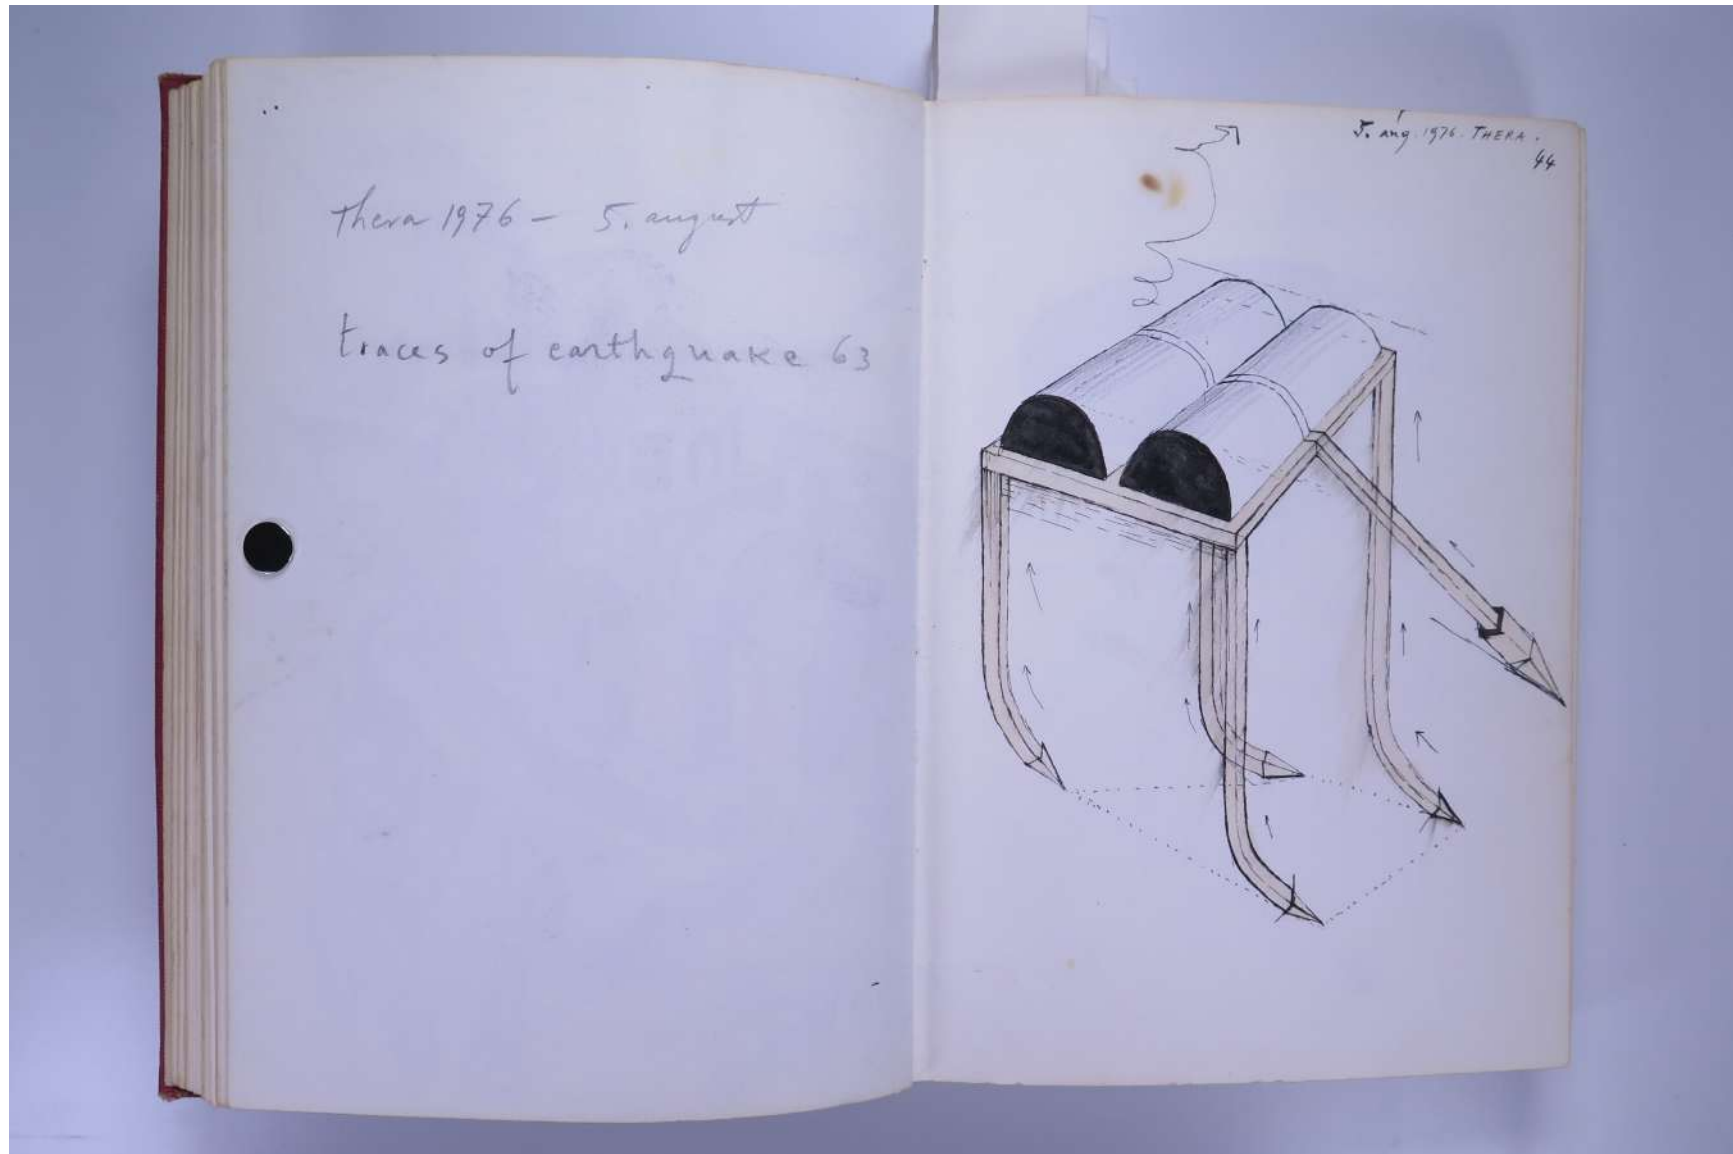 thera 1976 – 5. august
traces of earthquake 63
5. aug. 1976. THERA.
44